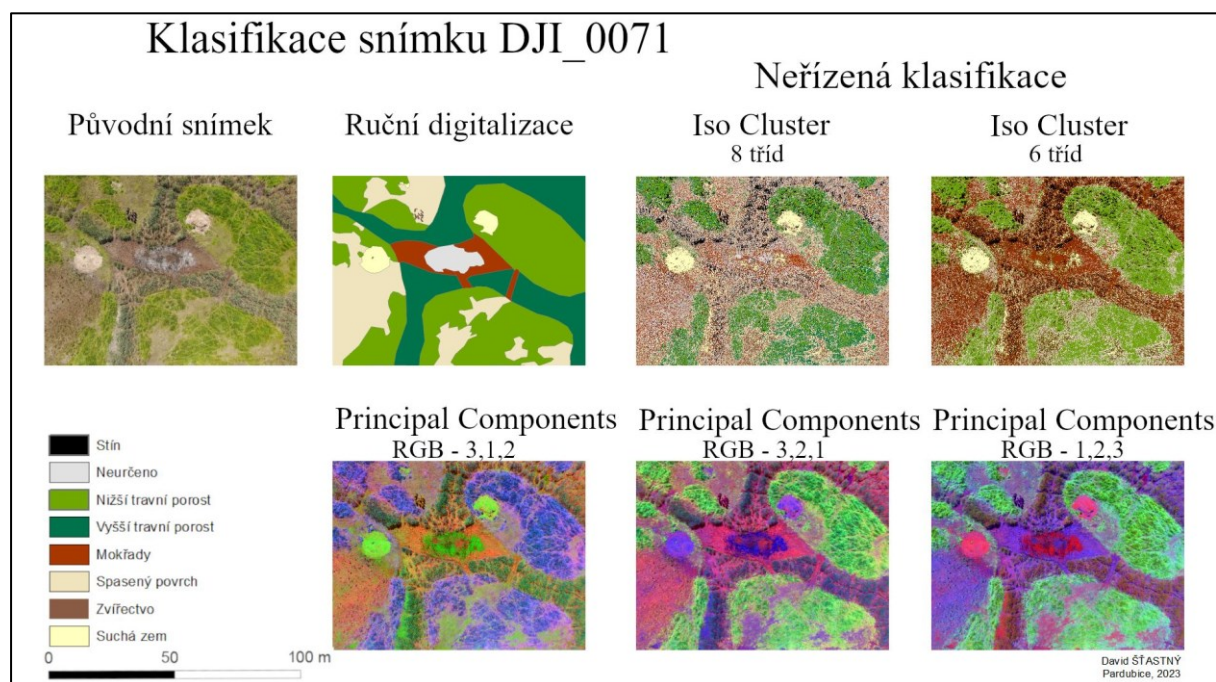 Klasifikace snímku DJI_0071
Neřízená klasifikace
Původní snímek
Ruční digitalizace
Iso Cluster
8 tříd
Iso Cluster
6 tříd
Principal Components
RGB - 3,1,2
Principal Components
RGB - 3,2,1
Principal Components
RGB - 1,2,3
Stín
Neurčeno
Nižší travní porost
Vyšší travní porost
Mokřady
Spasený povrch
Zvířectvo
Suchá zem
0 50 100 m
David ŠŤASTNÝ
Pardubice, 2023